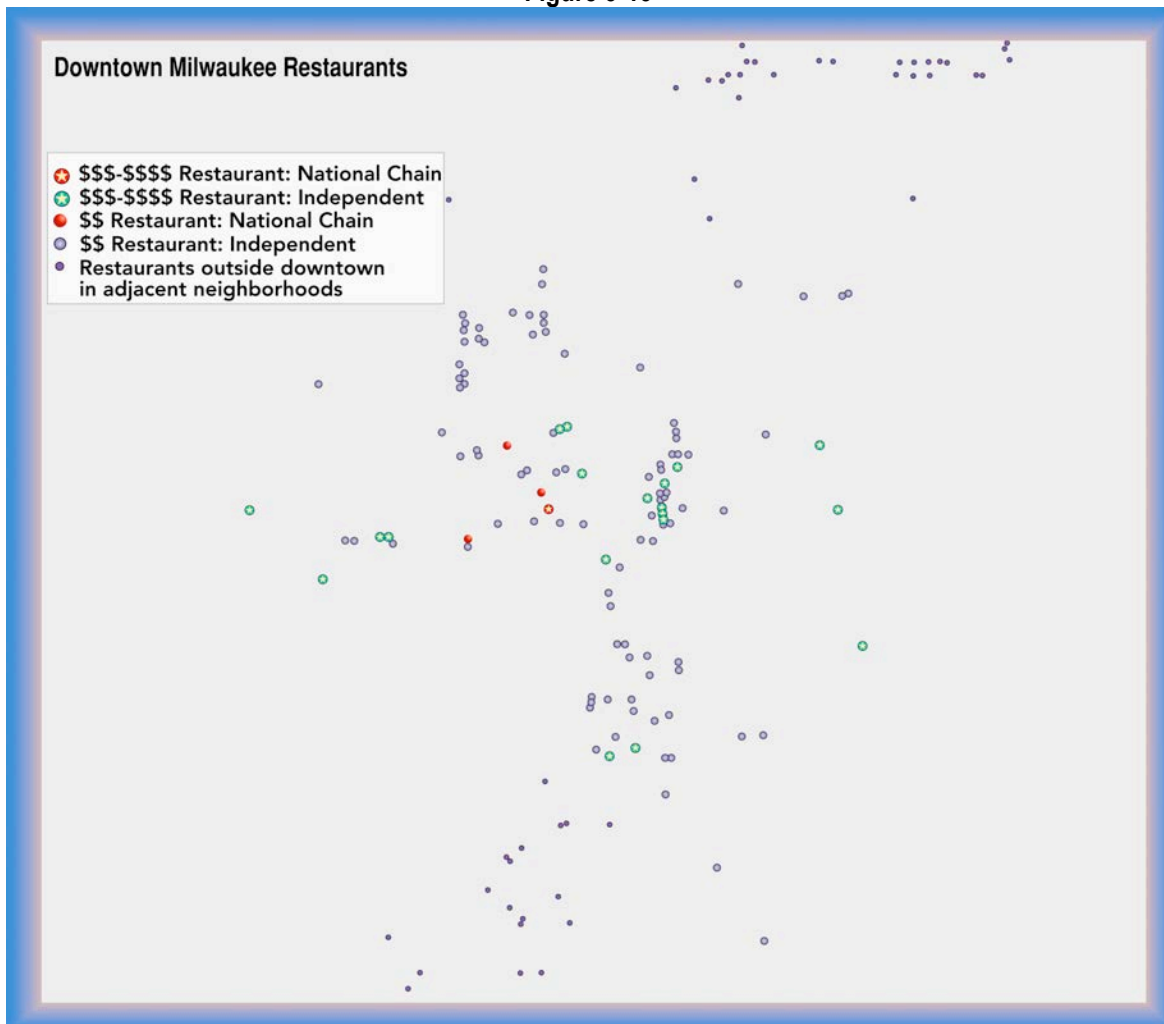 Downtown Milwaukee Restaurants
$$$-$$$$ Restaurant: National Chain
$$$-$$$$ Restaurant: Independent
$$ Restaurant: National Chain
$$ Restaurant: Independent
Restaurants outside downtown
in adjacent neighborhoods